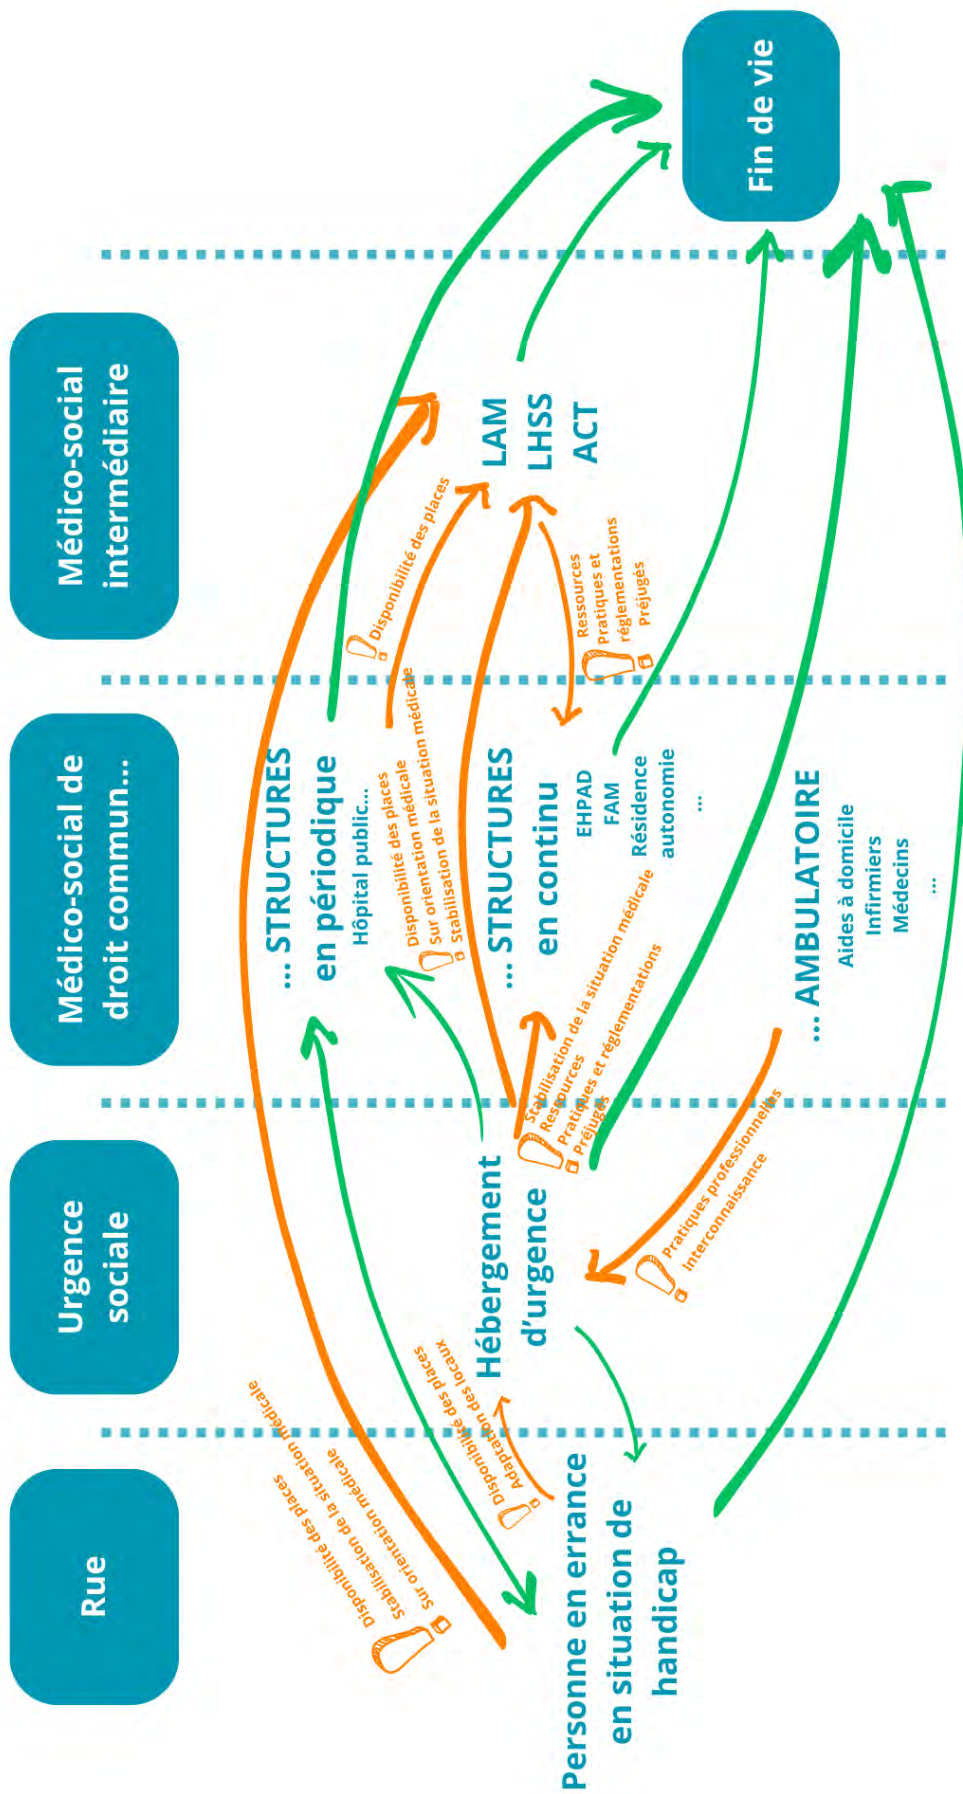 Rue
Urgence
sociale
Médico-social de
droit commun...
Médico-social
intermédiaire
Disponibilité des places
Stabilisation de la situation médicale
Sur orientation médicale
Personne en errance
en situation de
handicap
Disponibilité des places
Adaptation des locaux
Hébergement
d'urgence
Stabilisation de la situation médicale
Ressources
Pratiques et réglementations
Préjugés
Pratiques professionnelles
Interconnaissance
... STRUCTURES
en périodique
Hôpital public...
Disponibilité des places
Sur orientation médicale
Stabilisation de la situation médicale
... STRUCTURES
en continu
EHPAD
FAM
Résidence
autonomie
...
... AMBULATOIRE
Aides à domicile
Infirmiers
Médecins
...
Disponibilité des places
LAM
LHSS
ACT
Ressources
Pratiques et
réglementations
Préjugés
Fin de vie